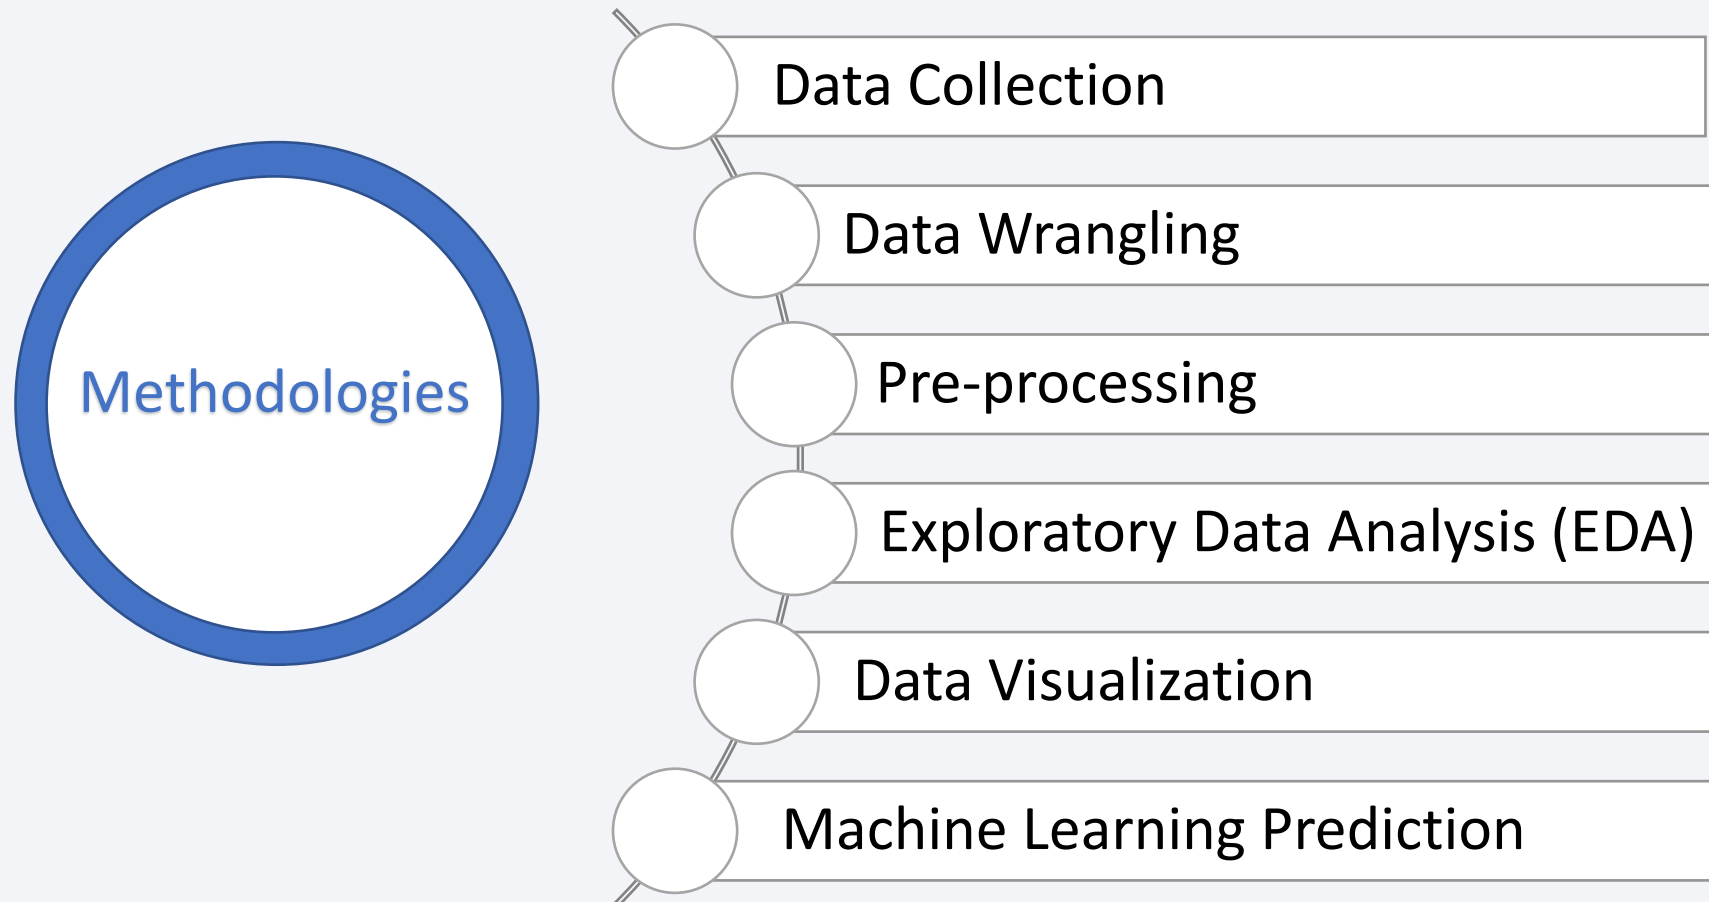 Methodologies
Data Collection
Data Wrangling
Pre-processing
Exploratory Data Analysis (EDA)
Data Visualization
Machine Learning Prediction